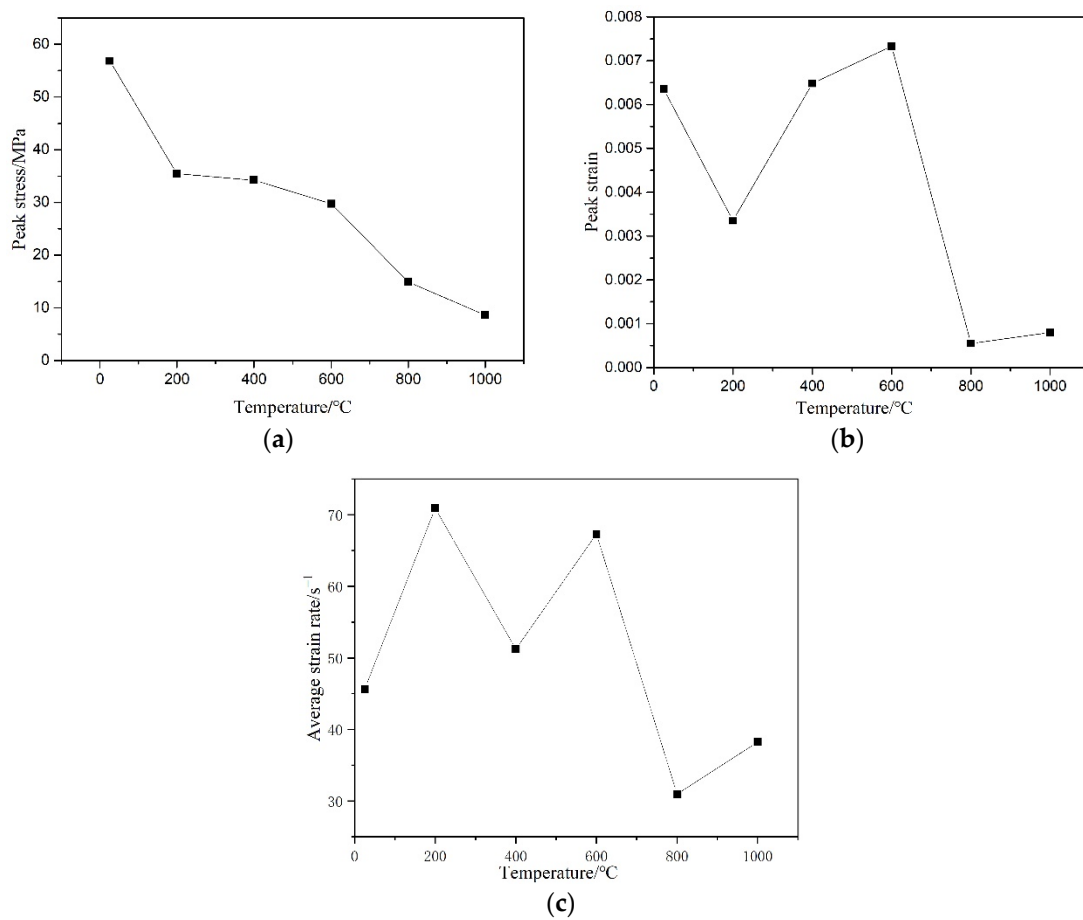 60
50
40
30
20
10
0
Peak stress/MPa
0 200 400 600 800 1000
Temperature/°C
(a)
0.008
0.007
0.006
0.005
0.004
0.003
0.002
0.001
0.000
Peak strain
0 200 400 600 800 1000
Temperature/°C
(b)
70
60
50
40
30
Average strain rate/s⁻¹
0 200 400 600 800 1000
Temperature/°C
(c)